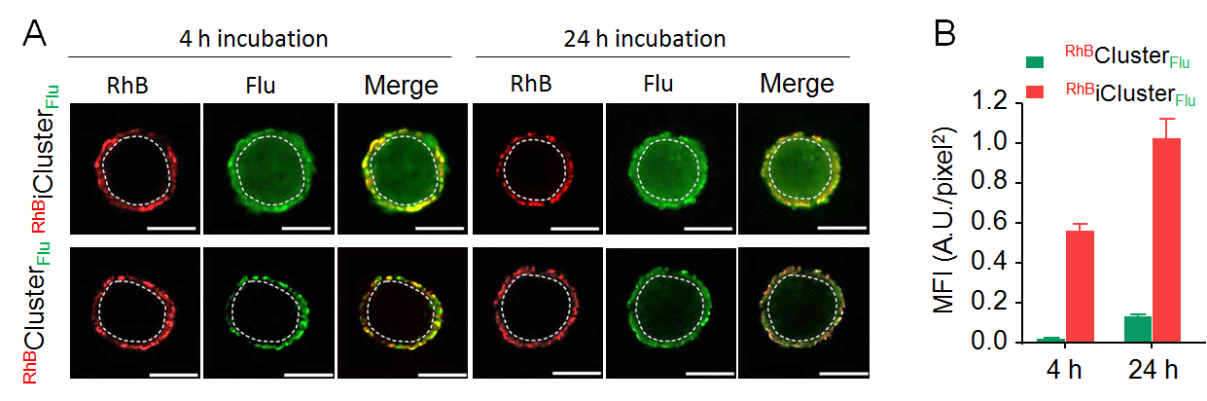 A
4 h incubation
24 h incubation
RhB
Flu
Merge
RhB
Flu
Merge
RhBiClusterFlu
RhBClusterFlu
B
RhBClusterFlu
RhBiClusterFlu
MFI (A.U./pixel²)
1.2
1.0
0.8
0.6
0.4
0.2
0.0
4 h
24 h